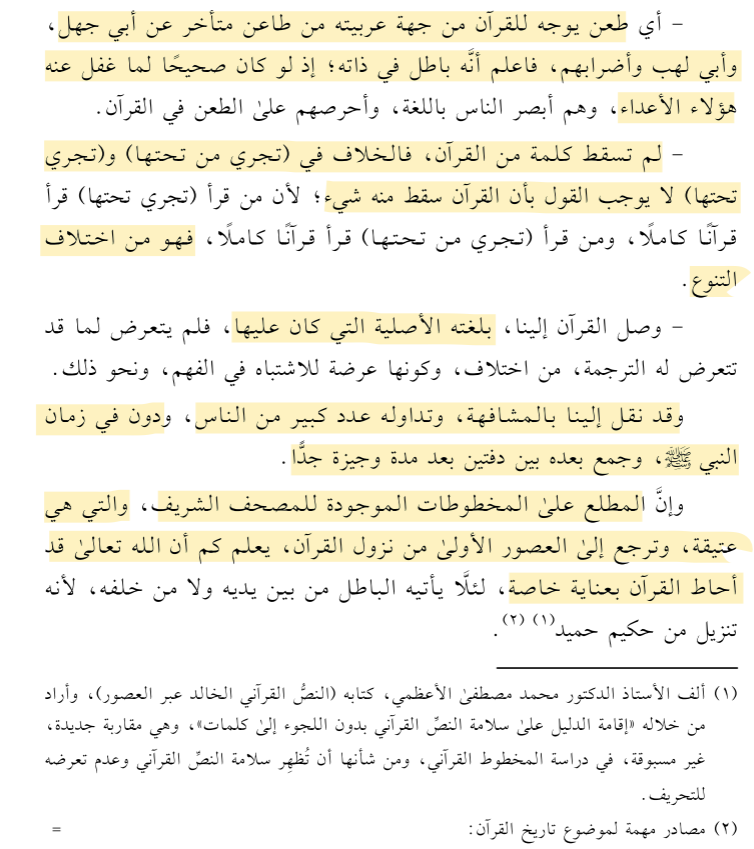 – أي طعن يوجه للقرآن من جهة عربيته من طاعن متأخر عن أبي جهل،
وأبي لهب وأضرابهم، فاعلم أنَّه باطل في ذاته؛ إذ لو كان صحيحًا لما غفل عنه
هؤلاء الأعداء، وهم أبصر الناس باللغة، وأحرصهم علىٰ الطعن في القرآن.
– لم تسقط كلمة من القرآن، فالخلاف في (تجري من تحتها) و(تجري
تحتها) لا يوجب القول بأن القرآن سقط منه شيء؛ لأن من قرأ (تجري تحتها) قرأ
قرآنًا كاملًا، ومن قرأ (تجري من تحتها) قرأ قرآنًا كاملًا، فهو من اختلاف
التنوع.
– وصل القرآن إلينا، بلغته الأصلية التي كان عليها، فلم يتعرض لما قد
تتعرض له الترجمة، من اختلاف، وكونها عرضة للاشتباه في الفهم، ونحو ذلك.
وقد نقل إلينا بالمشافهة، وتداوله عدد كبير من الناس، ودون في زمان
النبي ﷺ، وجمع بعده بين دفتين بعد مدة وجيزة جدًّا.
وإنَّ المطلع علىٰ المخطوطات الموجودة للمصحف الشريف، والتي هي
عتيقة، وترجع إلىٰ العصور الأولىٰ من نزول القرآن، يعلم كم أن الله تعالىٰ قد
أحاط القرآن بعناية خاصة، لئلَّا يأتيه الباطل من بين يديه ولا من خلفه، لأنه
تنزيل من حكيم حميد(١) (٢).
(١) ألف الأستاذ الدكتور محمد مصطفىٰ الأعظمي، كتابه (النصُّ القرآني الخالد عبر العصور)، وأراد
من خلاله «إقامة الدليل علىٰ سلامة النصِّ القرآني بدون اللجوء إلىٰ كلمات»، وهي مقاربة جديدة،
غير مسبوقة، في دراسة المخطوط القرآني، ومن شأنها أن تُظهِر سلامة النصِّ القرآني وعدم تعرضه
للتحريف.
(٢) مصادر مهمة لموضوع تاريخ القرآن: =